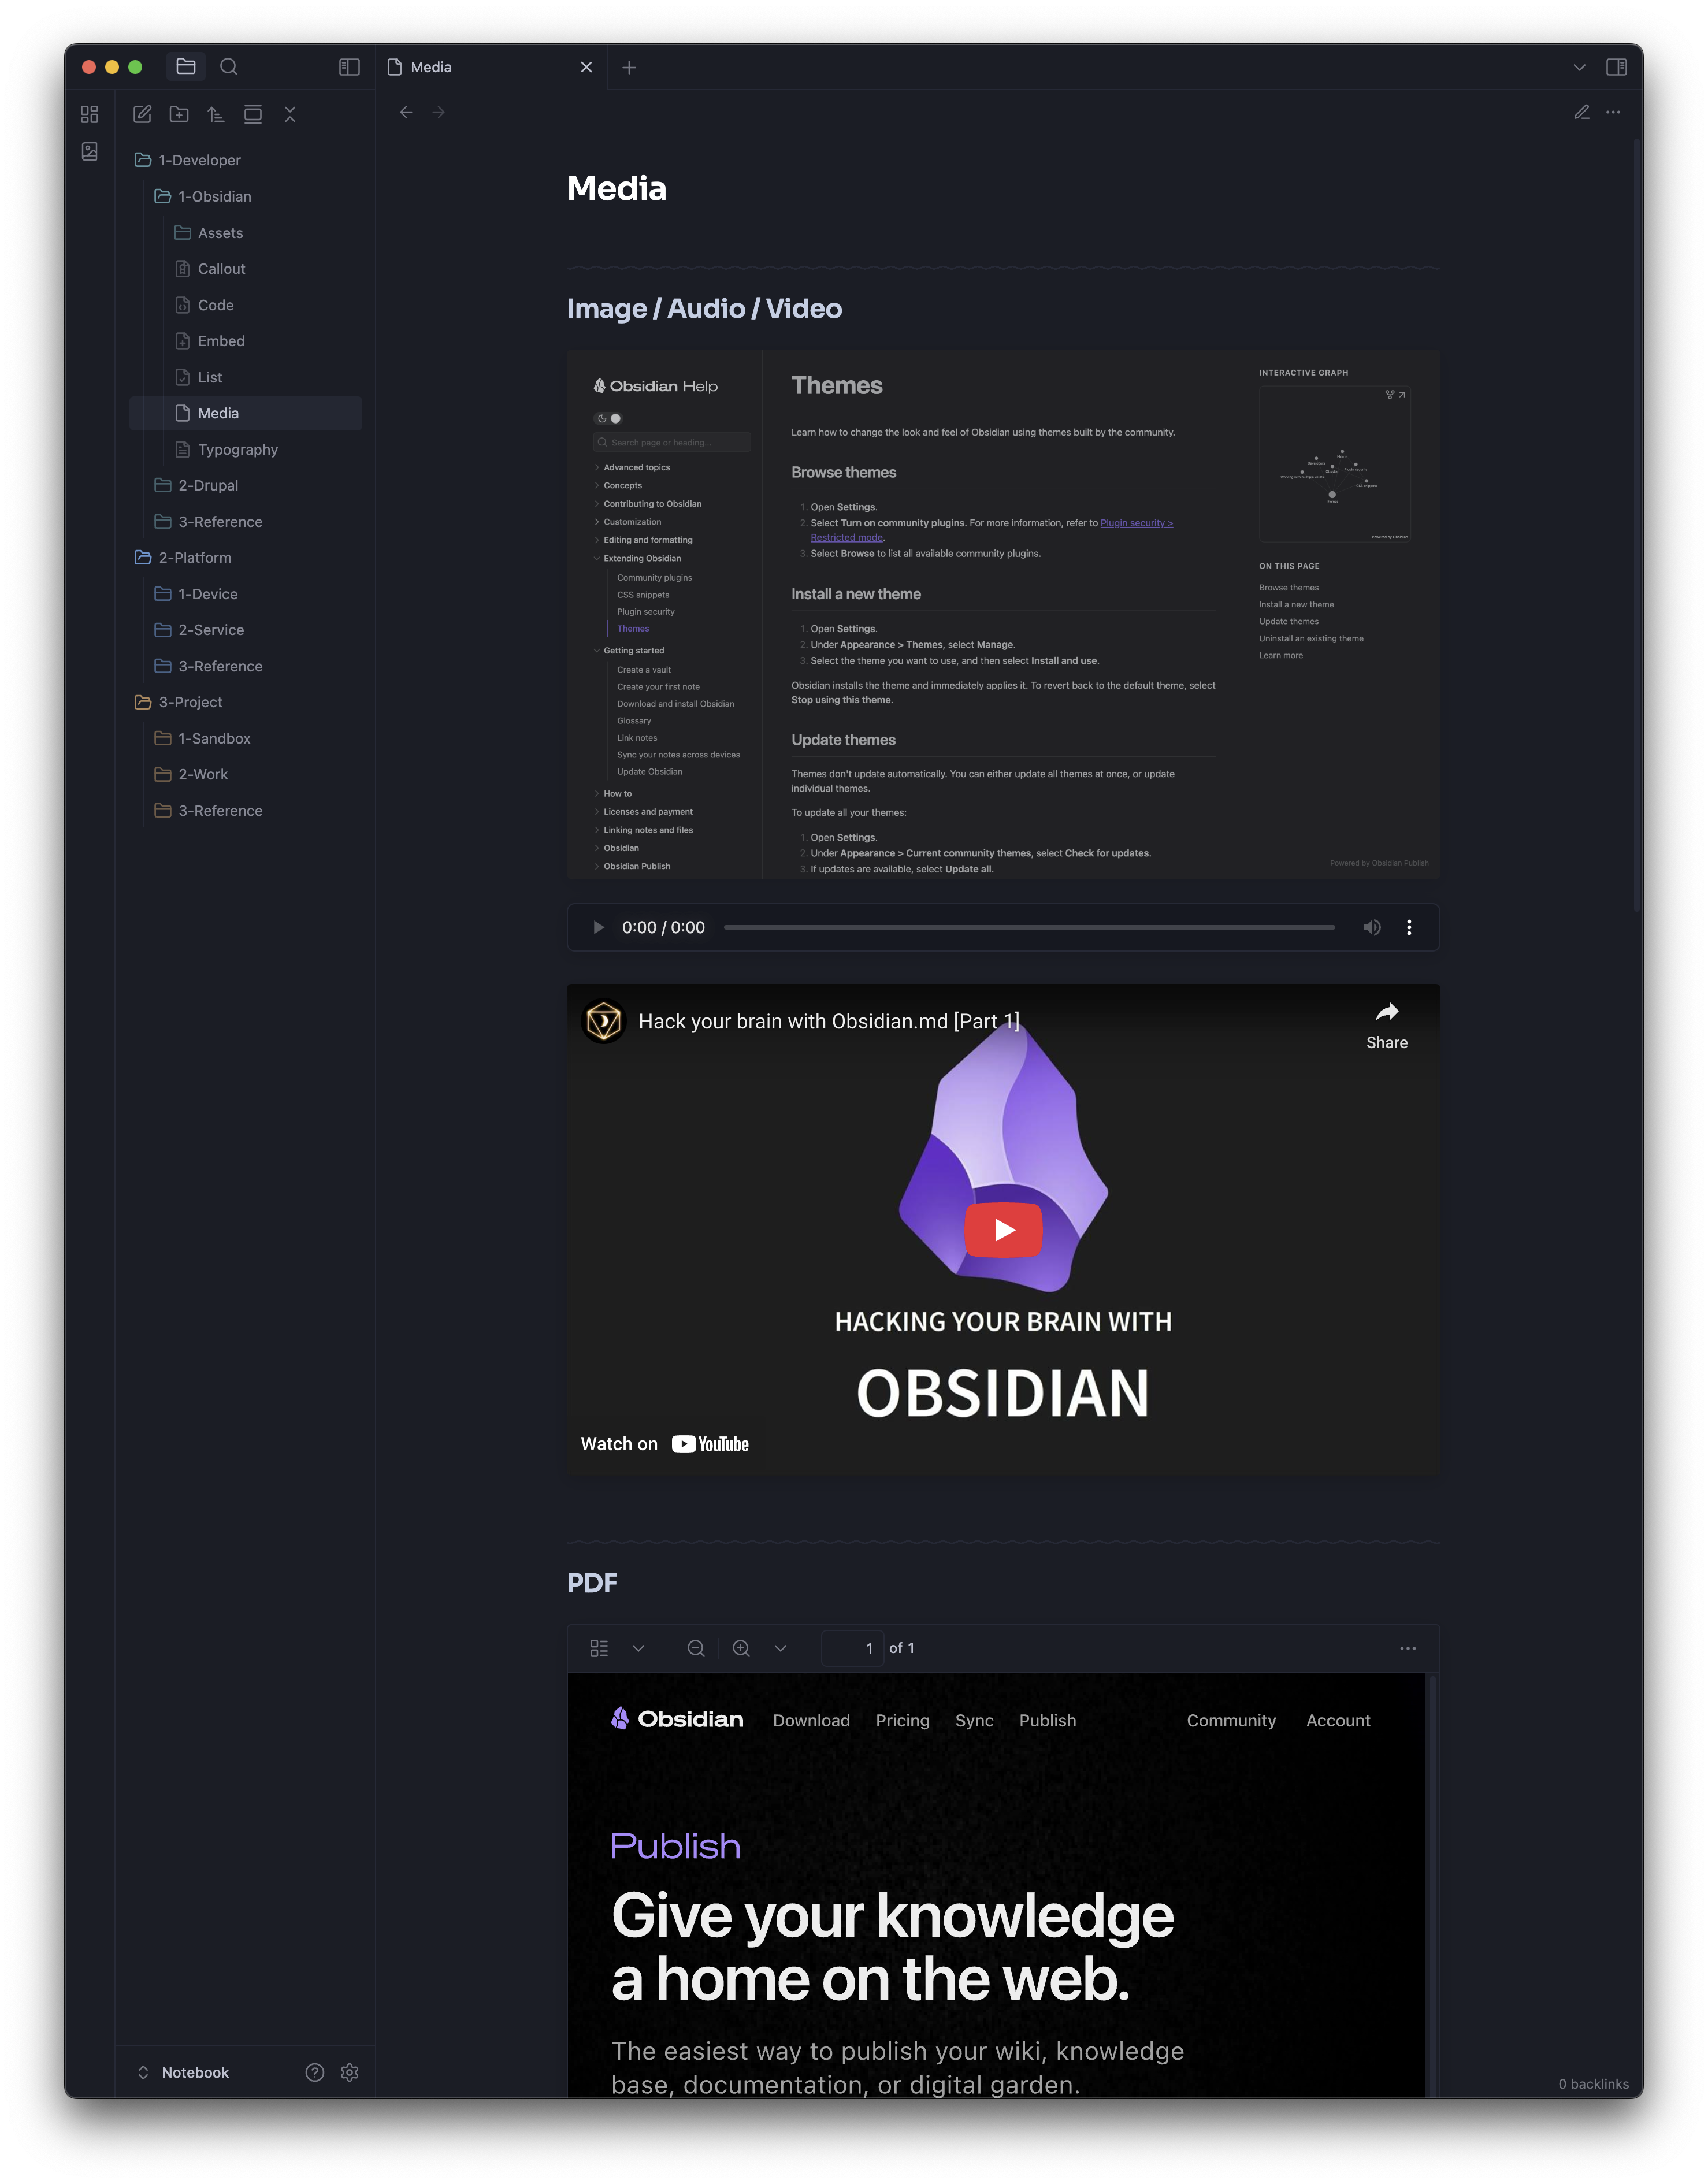 Media
1-Developer
1-Obsidian
Assets
Callout
Code
Embed
List
Media
Typography
2-Drupal
3-Reference
2-Platform
1-Device
2-Service
3-Reference
3-Project
1-Sandbox
2-Work
3-Reference
Notebook
Media
Image / Audio / Video
Obsidian Help
Search page or heading...
Advanced topics
Concepts
Contributing to Obsidian
Customization
Editing and formatting
Extending Obsidian
Community plugins
CSS snippets
Plugin security
Themes
Getting started
Create a vault
Create your first note
Download and install Obsidian
Glossary
Link notes
Sync your notes across devices
Update Obsidian
How to
Licenses and payment
Linking notes and files
Obsidian
Obsidian Publish
Themes
Learn how to change the look and feel of Obsidian using themes built by the community.
Browse themes
1. Open Settings.
2. Select Turn on community plugins. For more information, refer to Plugin security >
Restricted mode.
3. Select Browse to list all available community plugins.
Install a new theme
1. Open Settings.
2. Under Appearance > Themes, select Manage.
3. Select the theme you want to use, and then select Install and use.
Obsidian installs the theme and immediately applies it. To revert back to the default theme, select
Stop using this theme.
Update themes
Themes don't update automatically. You can either update all themes at once, or update
individual themes.
To update all your themes:
1. Open Settings.
2. Under Appearance > Current community themes, select Check for updates.
3. If updates are available, select Update all.
INTERACTIVE GRAPH
Powered by Obsidian
ON THIS PAGE
Browse themes
Install a new theme
Update themes
Uninstall an existing theme
Learn more
Powered by Obsidian Publish
0:00 / 0:00
Hack your brain with Obsidian.md [Part 1]
Share
HACKING YOUR BRAIN WITH
OBSIDIAN
Watch on YouTube
PDF
1 of 1
Obsidian Download Pricing Sync Publish Community Account
Publish
Give your knowledge
a home on the web.
The easiest way to publish your wiki, knowledge
base, documentation, or digital garden.
0 backlinks